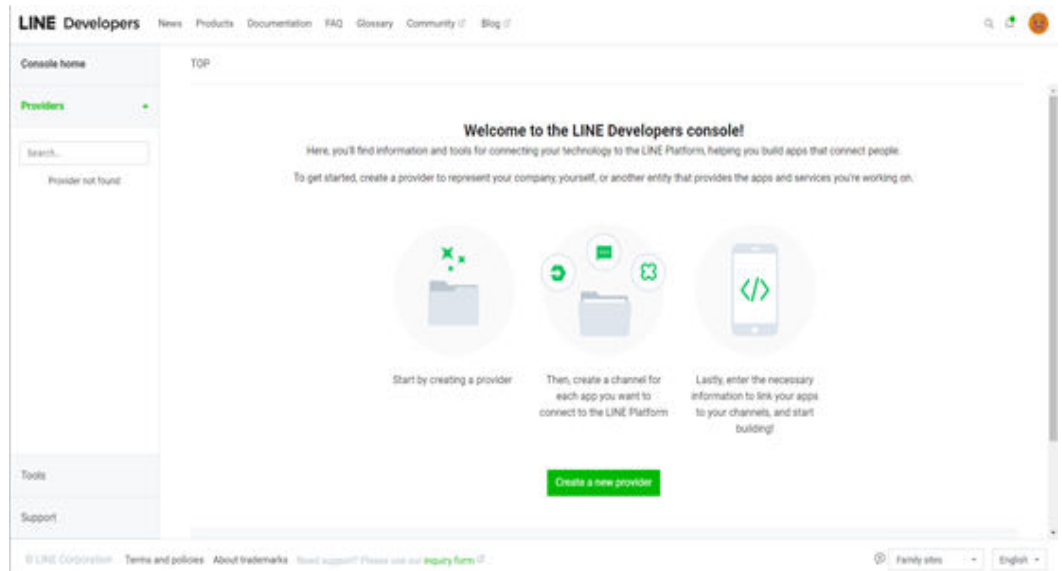 LINE Developers News Products Documentation FAQ Glossary Community Blog
Console home
TOP
Providers
Search...
Provider not found
Welcome to the LINE Developers console!
Here, you'll find information and tools for connecting your technology to the LINE Platform, helping you build apps that connect people.
To get started, create a provider to represent your company, yourself, or another entity that provides the apps and services you're working on.
</>
Start by creating a provider
Then, create a channel for
each app you want to
connect to the LINE Platform
Lastly, enter the necessary
information to link your apps
to your channels, and start
building!
Create a new provider
Tools
Support
© LINE Corporation Terms and policies About trademarks Need support? Please use our inquiry form
Family sites English